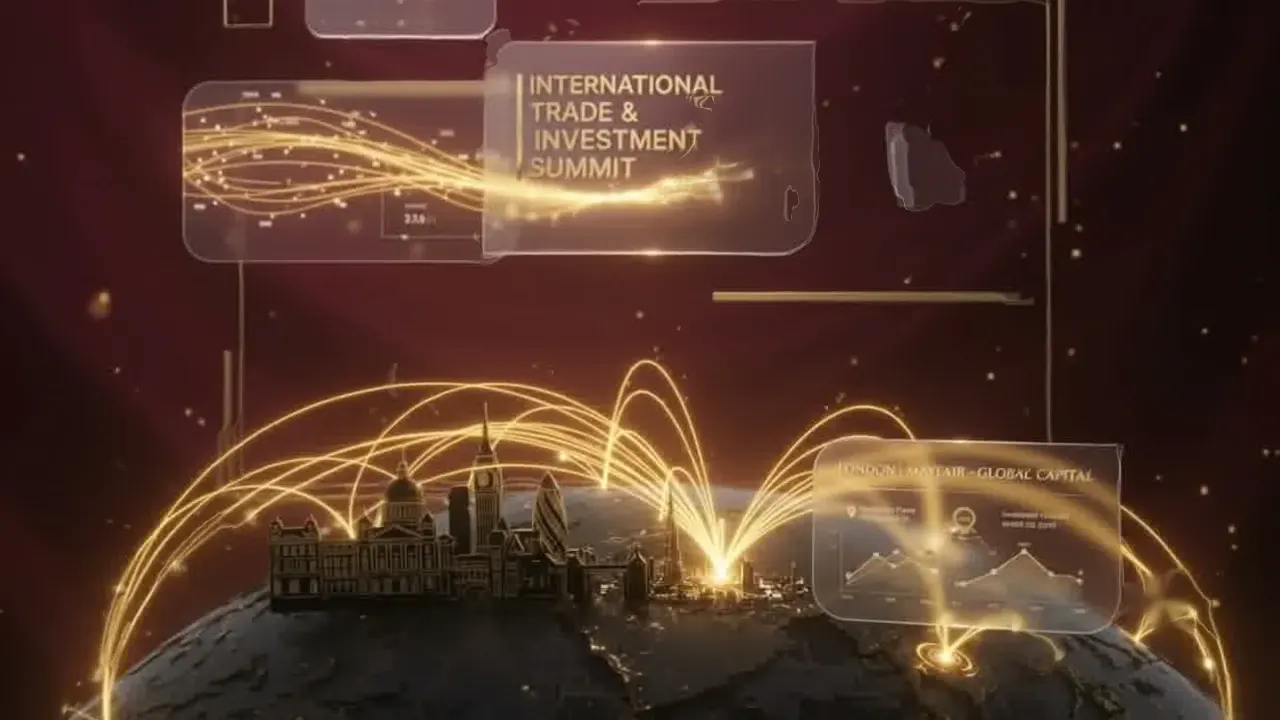 INTERNATIONAL
TRADE &
INVESTMENT
SUMMIT
LONDON | MAYFAIR - GLOBAL CAPITAL